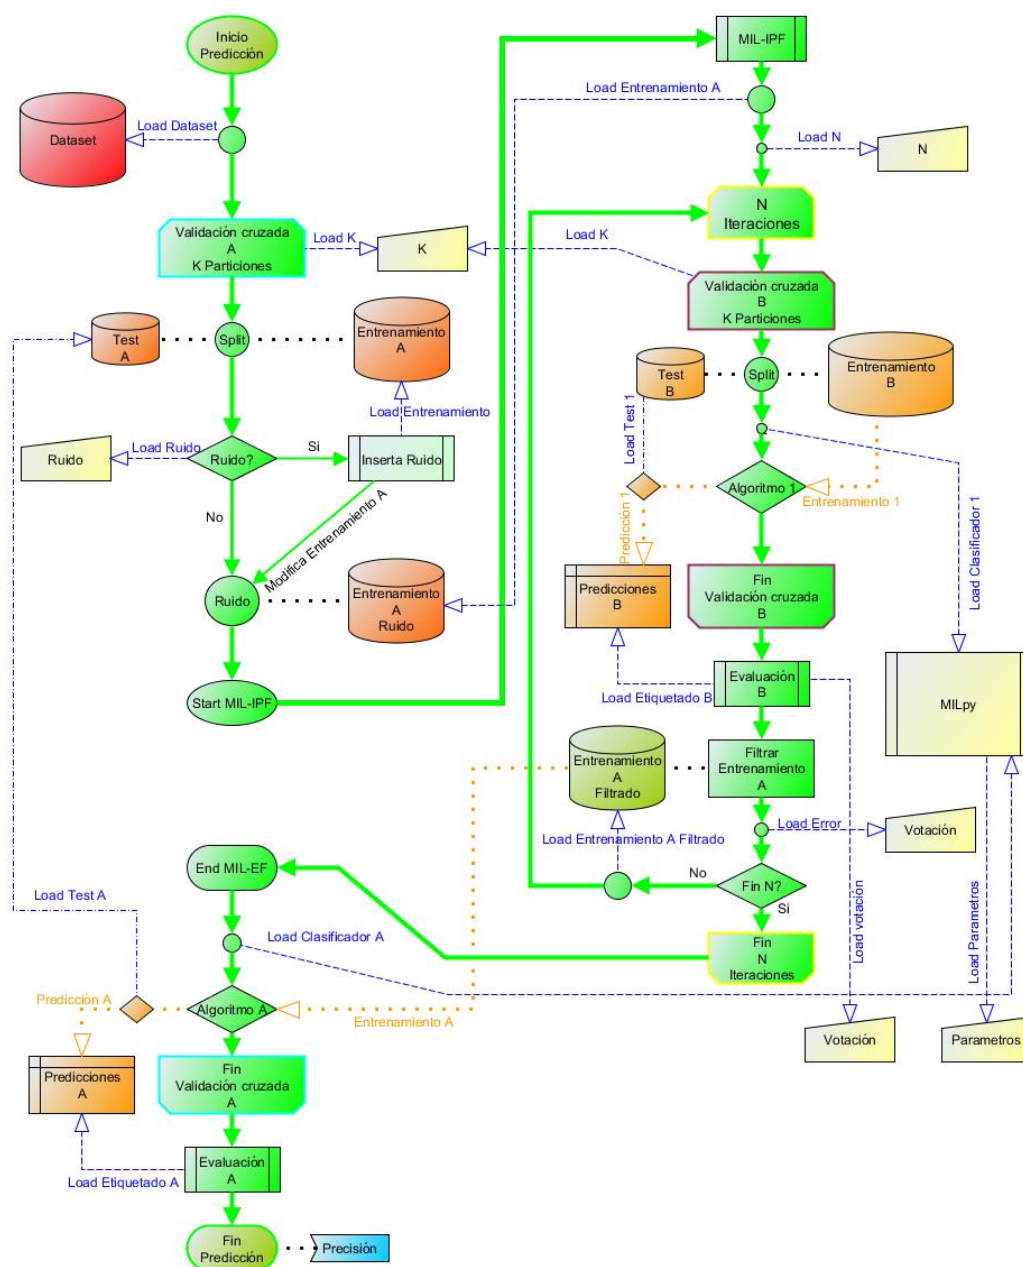 Inicio
Predicción
MIL-IPF
Load Entrenamiento A
Load Dataset
Dataset
Load N
N
N
Iteraciones
Validación cruzada
A
K Particiones
Load K
K
Load K
Validación cruzada
B
K Particiones
Test
A
Split
Entrenamiento
A
Test
B
Split
Entrenamiento
B
Load Entrenamiento
Load Test 1
Load Ruido
Ruido
Ruido?
Si
Inserta Ruido
Algoritmo 1
Entrenamiento 1
No
Modifica Entrenamiento A
Predicción 1
Load Clasificador 1
Ruido
Entrenamiento
A
Ruido
Predicciones
B
Fin
Validación cruzada
B
Start MIL-IPF
Load Etiquetado B
Evaluación
B
MILpy
Entrenamiento
A
Filtrado
Filtrar
Entrenamiento
A
Load Entrenamiento A Filtrado
Load Error
Votación
End MIL-EF
No
Fin N?
Si
Load votación
Load Parametros
Load Test A
Load Clasificador A
Fin
N
Iteraciones
Predicción A
Algoritmo A
Entrenamiento A
Votación
Parametros
Predicciones
A
Fin
Validación cruzada
A
Load Etiquetado A
Evaluación
A
Fin
Predicción
Precisión